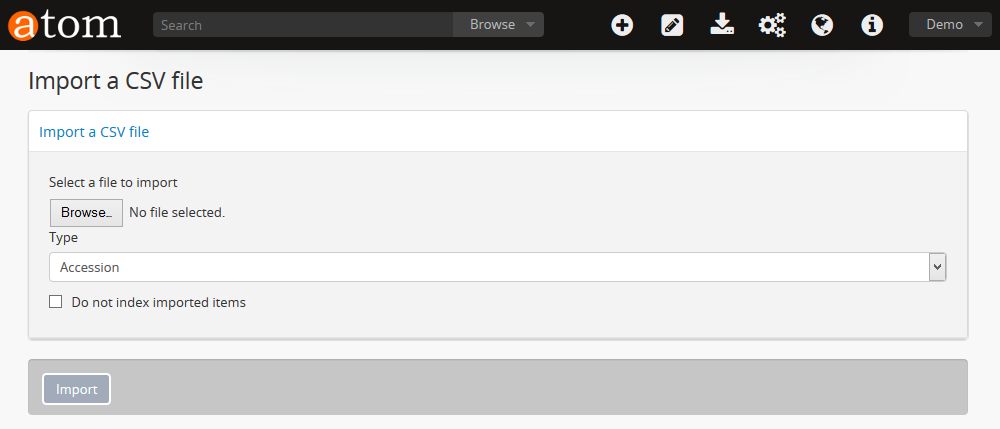 atom Search Browse Demo
Import a CSV file
Import a CSV file
Select a file to import
Browse… No file selected.
Type
Accession
Do not index imported items
Import